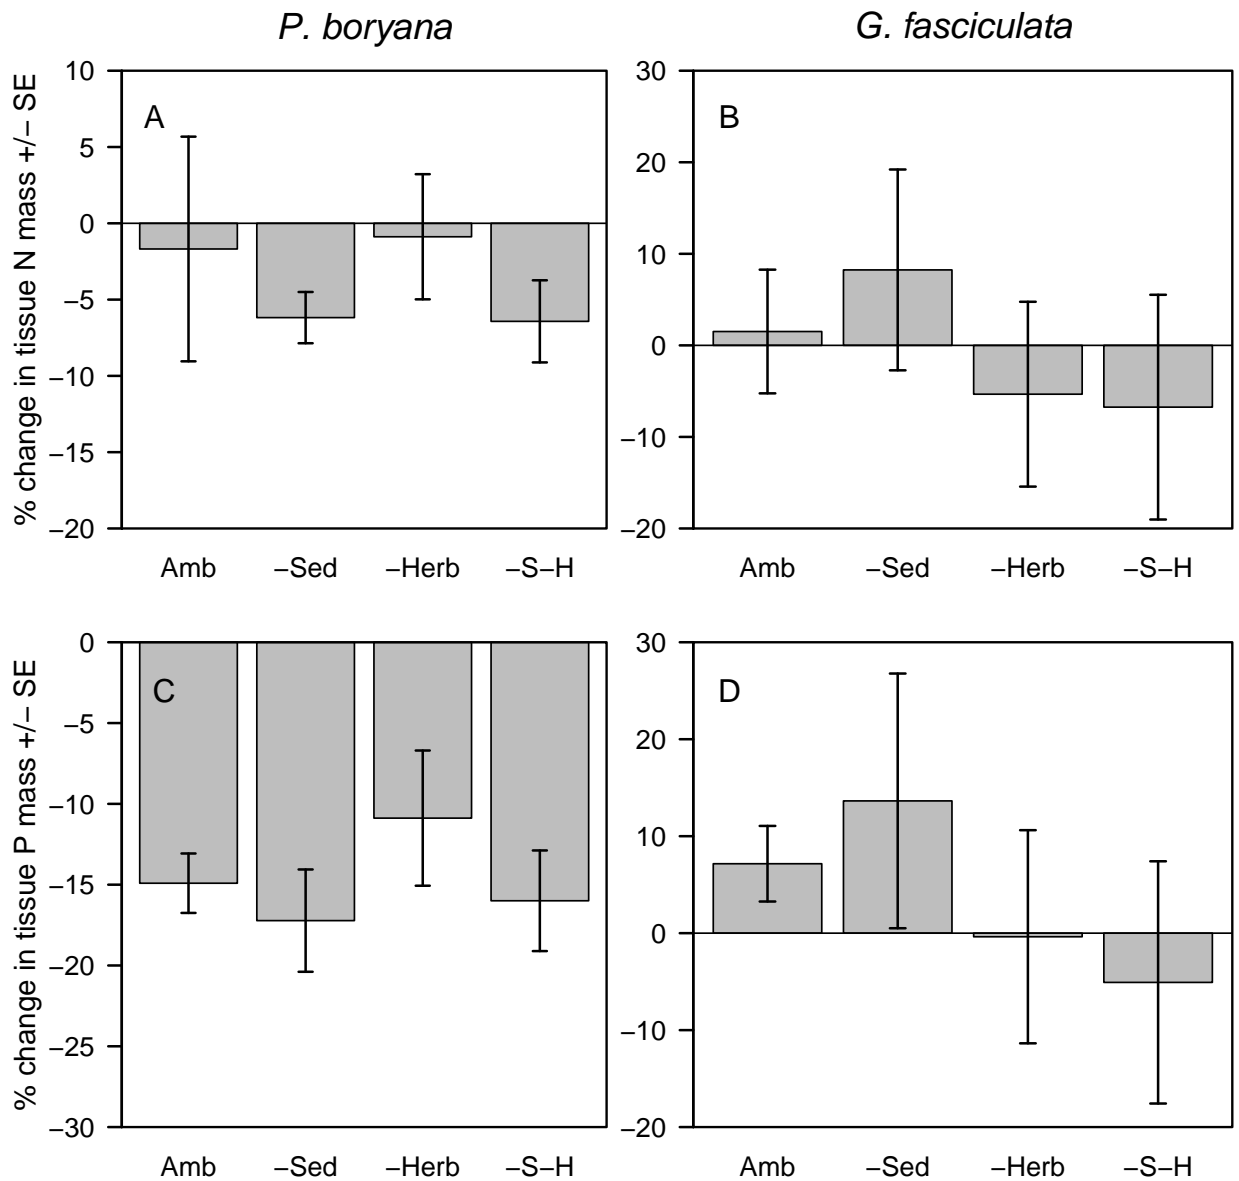 P. boryana
G. fasciculata
% change in tissue N mass +/− SE
10
5
0
−5
−10
−15
−20
A
Amb −Sed −Herb −S−H
30
20
10
0
−10
−20
B
Amb −Sed −Herb −S−H
% change in tissue P mass +/− SE
0
−5
−10
−15
−20
−25
−30
C
Amb −Sed −Herb −S−H
30
20
10
0
−10
−20
D
Amb −Sed −Herb −S−H